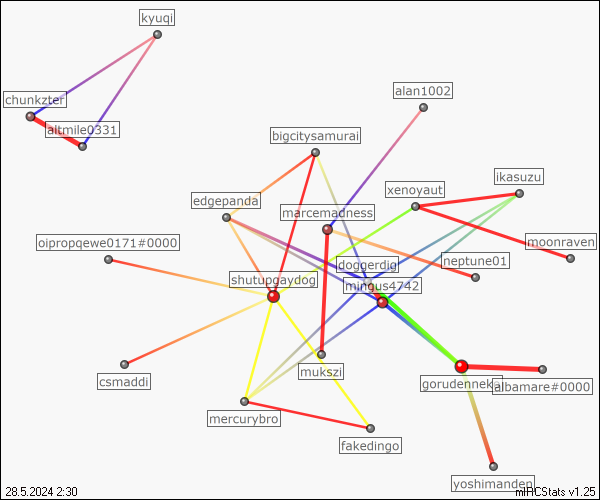 kyuqi
chunkzter
altmile0331
alan1002
bigcitysamurai
ikasuzu
xenoyaut
edgepanda
marcemadness
oipropqewe0171#0000
moonraven
neptune01
doggerdig
shutupgaydog
mingus4742
mukszi
csmaddi
gorudenneko
albamare#0000
mercurybro
fakedingo
yoshimanden
28.5.2024 2:30
mIRCStats v1.25